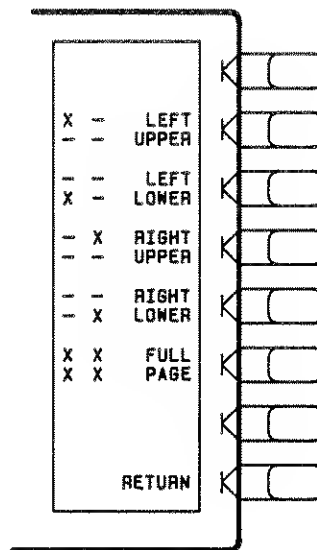 X - LEFT
- - UPPER
- - LEFT
X - LOWER
- X RIGHT
- - UPPER
- - RIGHT
- X LOWER
X X FULL
X X PAGE
RETURN